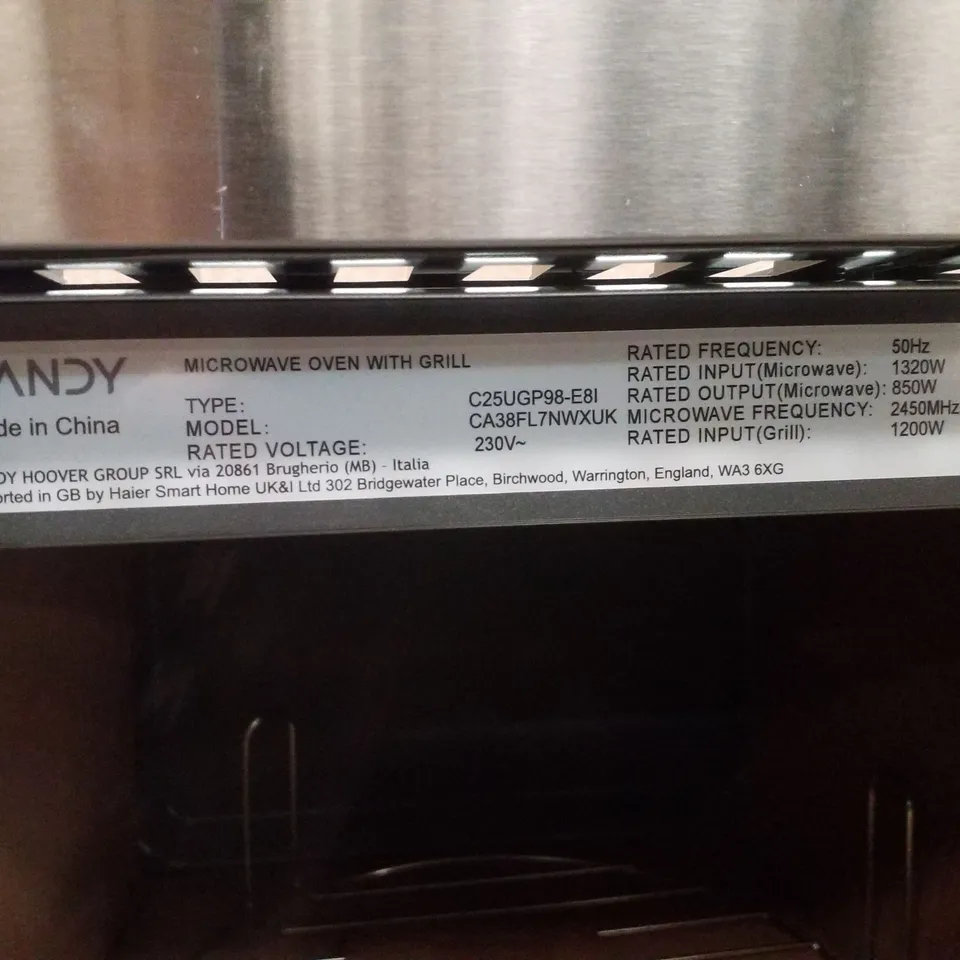 ANDY
MICROWAVE OVEN WITH GRILL
de in China
TYPE: C25UGP98-E8I
MODEL: CA38FL7NWXUK
RATED VOLTAGE: 230V~
RATED FREQUENCY: 50Hz
RATED INPUT(Microwave): 1320W
RATED OUTPUT(Microwave): 850W
MICROWAVE FREQUENCY: 2450MHz
RATED INPUT(Grill): 1200W
DY HOOVER GROUP SRL via 20861 Brugherio (MB) - Italia
orted in GB by Haier Smart Home UK&I Ltd 302 Bridgewater Place, Birchwood, Warrington, England, WA3 6XG